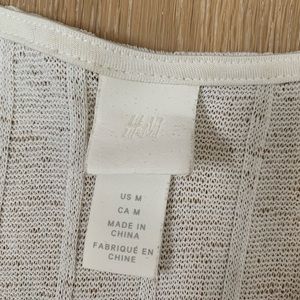 H&M
US M
CA M
MADE IN
CHINA
FABRIQUÉ EN
CHINE